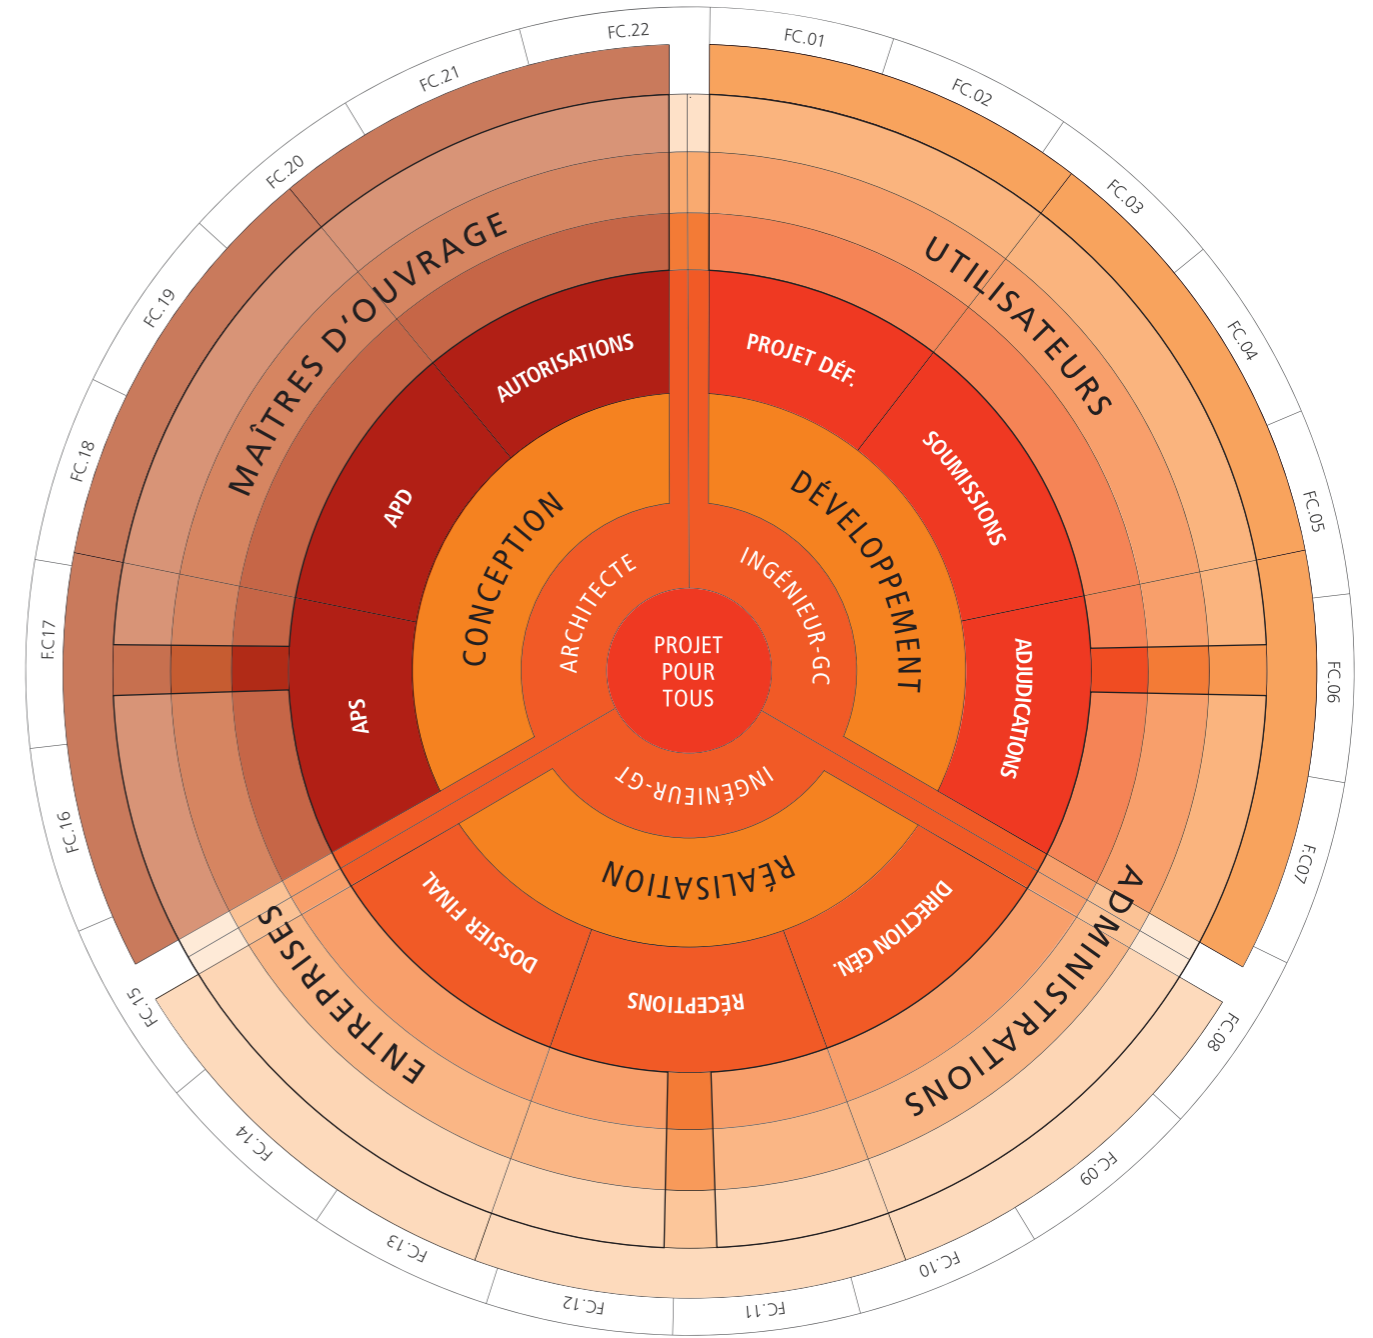 FC.01
FC.02
FC.03
FC.04
FC.05
FC.06
F.C07
FC.08
FC.09
FC.10
FC.11
FC.12
FC.13
FC.14
FC.15
FC.16
F.C17
FC.18
FC.19
FC.20
FC.21
FC.22
MAÎTRES D'OUVRAGE
UTILISATEURS
ADMINISTRATIONS
ENTREPRISES
AUTORISATIONS
PROJET DÉF.
SOUMISSIONS
ADJUDICATIONS
DIRECTION GÉN.
RÉCEPTIONS
DOSSIER FINAL
APS
APD
CONCEPTION
DÉVELOPPEMENT
RÉALISATION
ARCHITECTE
INGÉNIEUR-GC
INGÉNIEUR-GT
PROJET
POUR
TOUS